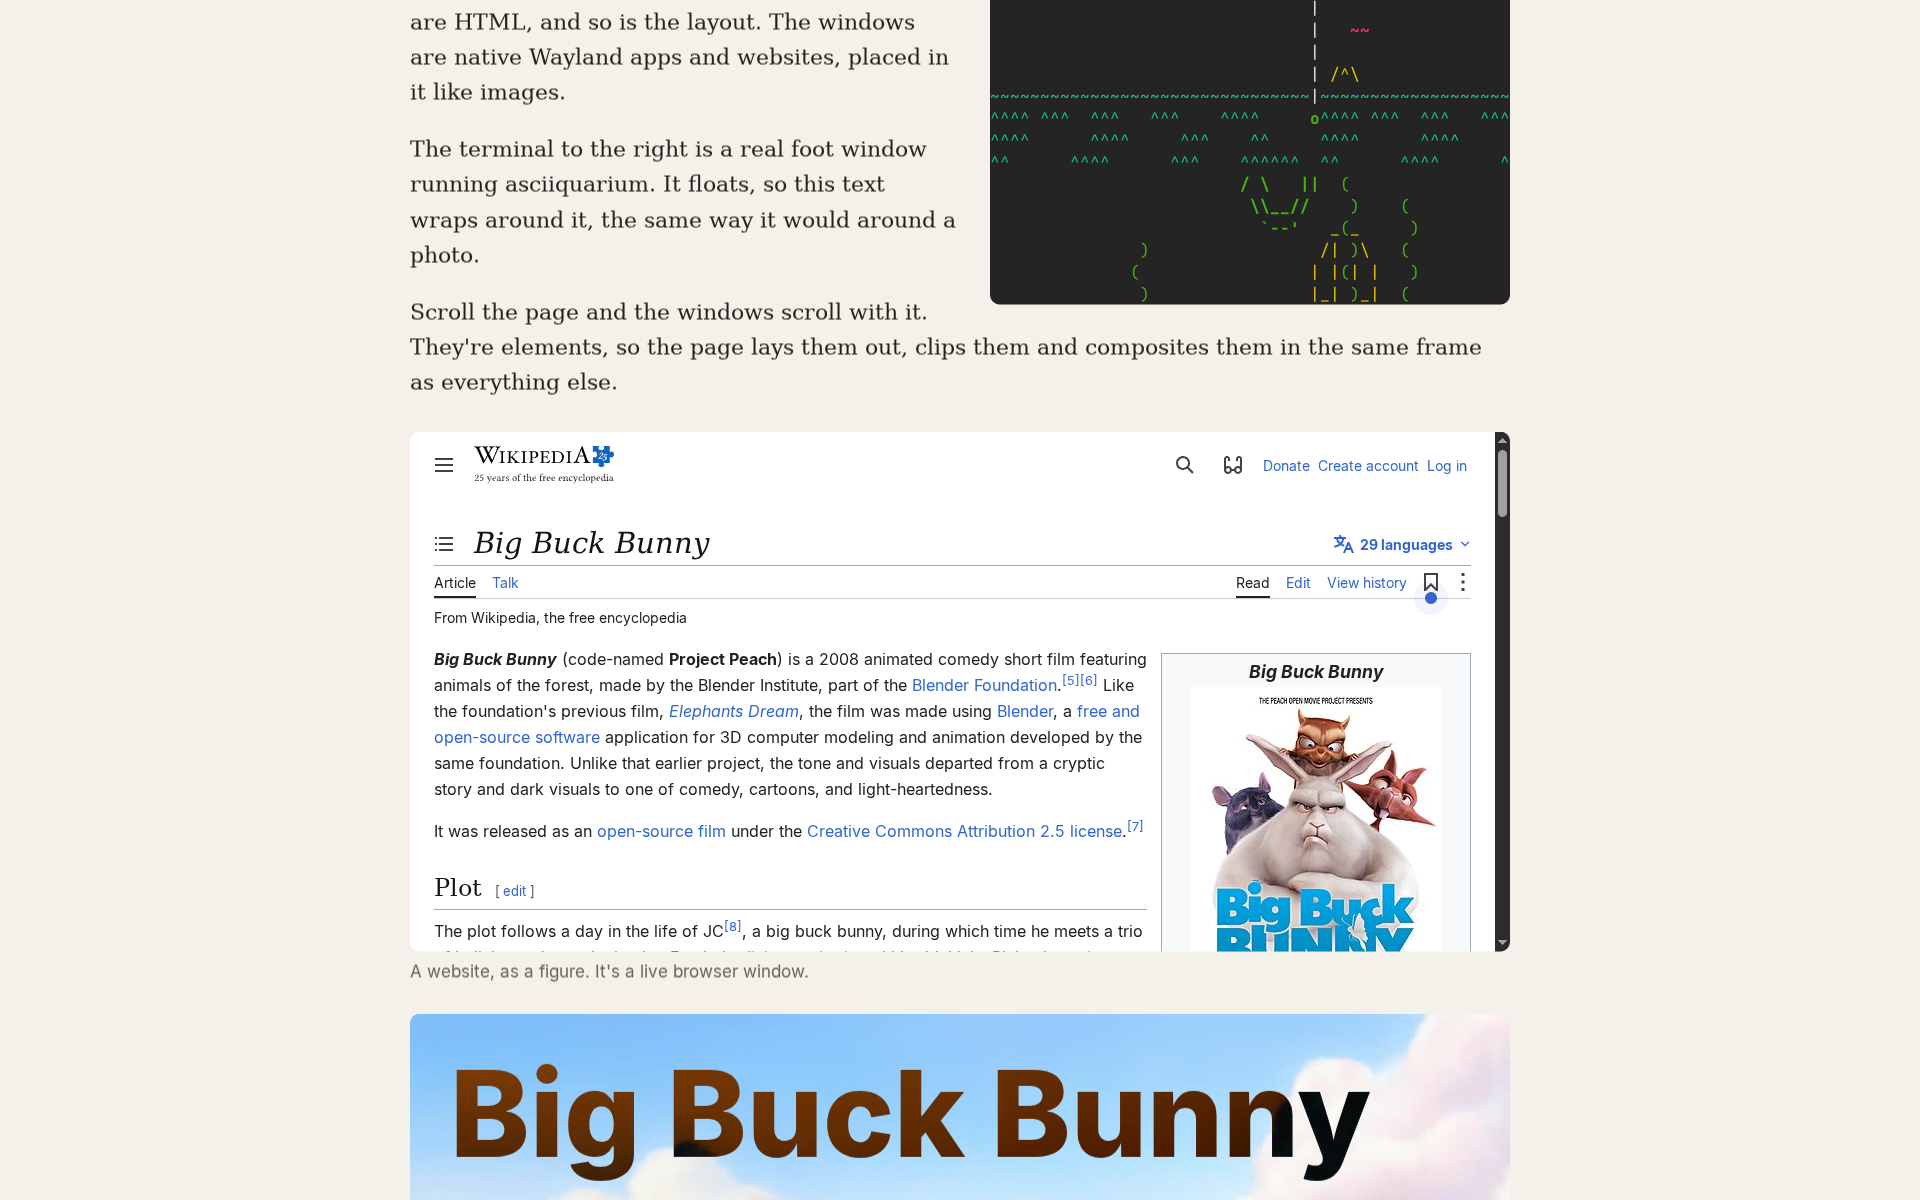 are HTML, and so is the layout. The windows
are native Wayland apps and websites, placed in
it like images.
The terminal to the right is a real foot window
running asciiquarium. It floats, so this text
wraps around it, the same way it would around a
photo.
Scroll the page and the windows scroll with it.
They're elements, so the page lays them out, clips them and composites them in the same frame
as everything else.
WIKIPEDIA 25
25 years of the free encyclopedia
Donate Create account Log in
Big Buck Bunny
29 languages
Article Talk
Read Edit View history
From Wikipedia, the free encyclopedia
Big Buck Bunny (code-named Project Peach) is a 2008 animated comedy short film featuring
animals of the forest, made by the Blender Institute, part of the Blender Foundation.[5][6] Like
the foundation's previous film, Elephants Dream, the film was made using Blender, a free and
open-source software application for 3D computer modeling and animation developed by the
same foundation. Unlike that earlier project, the tone and visuals departed from a cryptic
story and dark visuals to one of comedy, cartoons, and light-heartedness.
It was released as an open-source film under the Creative Commons Attribution 2.5 license.[7]
Plot [ edit ]
The plot follows a day in the life of JC[8], a big buck bunny, during which time he meets a trio
Big Buck Bunny
THE PEACH OPEN MOVIE PROJECT PRESENTS
Big Buck
BUNNY
A website, as a figure. It's a live browser window.
Big Buck Bunny